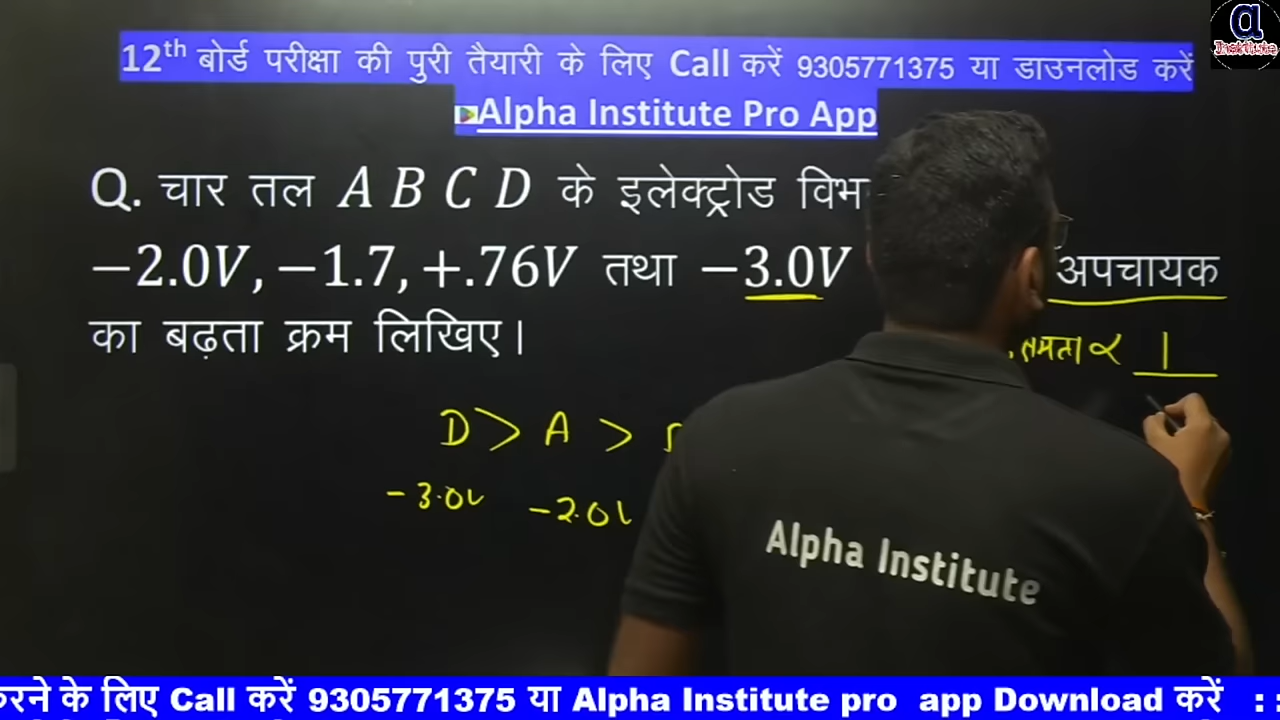 α
Institute
12th बोर्ड परीक्षा की पुरी तैयारी के लिए Call करें 9305771375 या डाउनलोड करें
Alpha Institute Pro App
Q. चार तल A B C D के इलेक्ट्रोड
−2.0V, −1.7, +.76V तथा −3.0V अपचायक
का बढ़ता क्रम लिखिए।
क्षमता ∝ 1
D > A >
-3.0V -2.0V
Alpha Institute
करने के लिए Call करें 9305771375 या Alpha Institute pro app Download करें : :